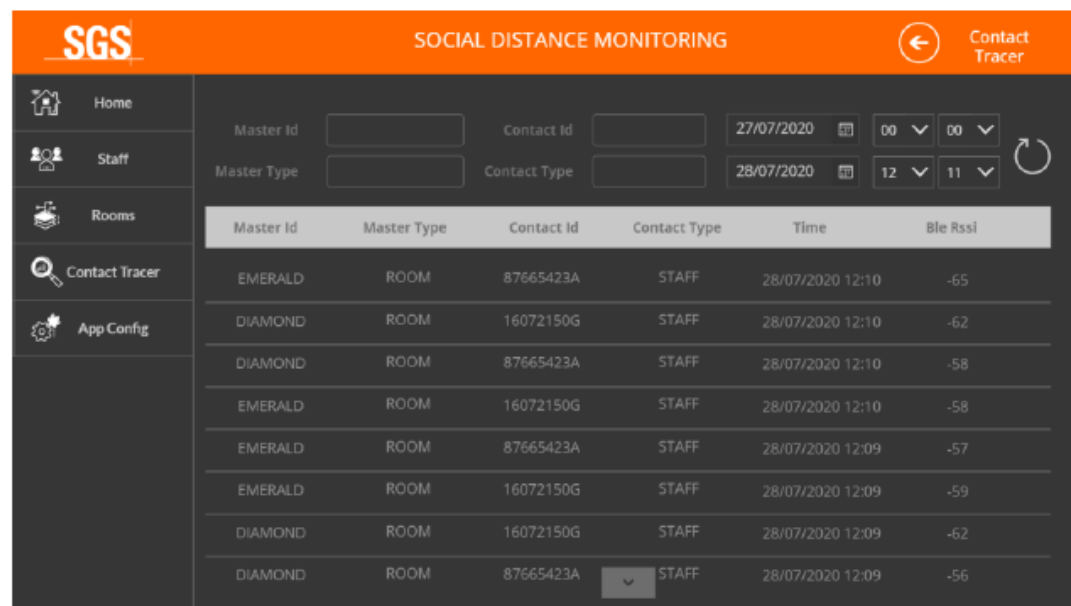 SGS SOCIAL DISTANCE MONITORING Contact
Tracer
Home
Staff
Rooms
Contact Tracer
App Config
Master Id Contact Id 27/07/2020 00 00
Master Type Contact Type 28/07/2020 12 11
Master Id Master Type Contact Id Contact Type Time Ble Rssi
EMERALD ROOM 87665423A STAFF 28/07/2020 12:10 -65
DIAMOND ROOM 16072150G STAFF 28/07/2020 12:10 -62
DIAMOND ROOM 87665423A STAFF 28/07/2020 12:10 -58
EMERALD ROOM 16072150G STAFF 28/07/2020 12:10 -58
EMERALD ROOM 87665423A STAFF 28/07/2020 12:09 -57
EMERALD ROOM 16072150G STAFF 28/07/2020 12:09 -59
DIAMOND ROOM 16072150G STAFF 28/07/2020 12:09 -62
DIAMOND ROOM 87665423A STAFF 28/07/2020 12:09 -56